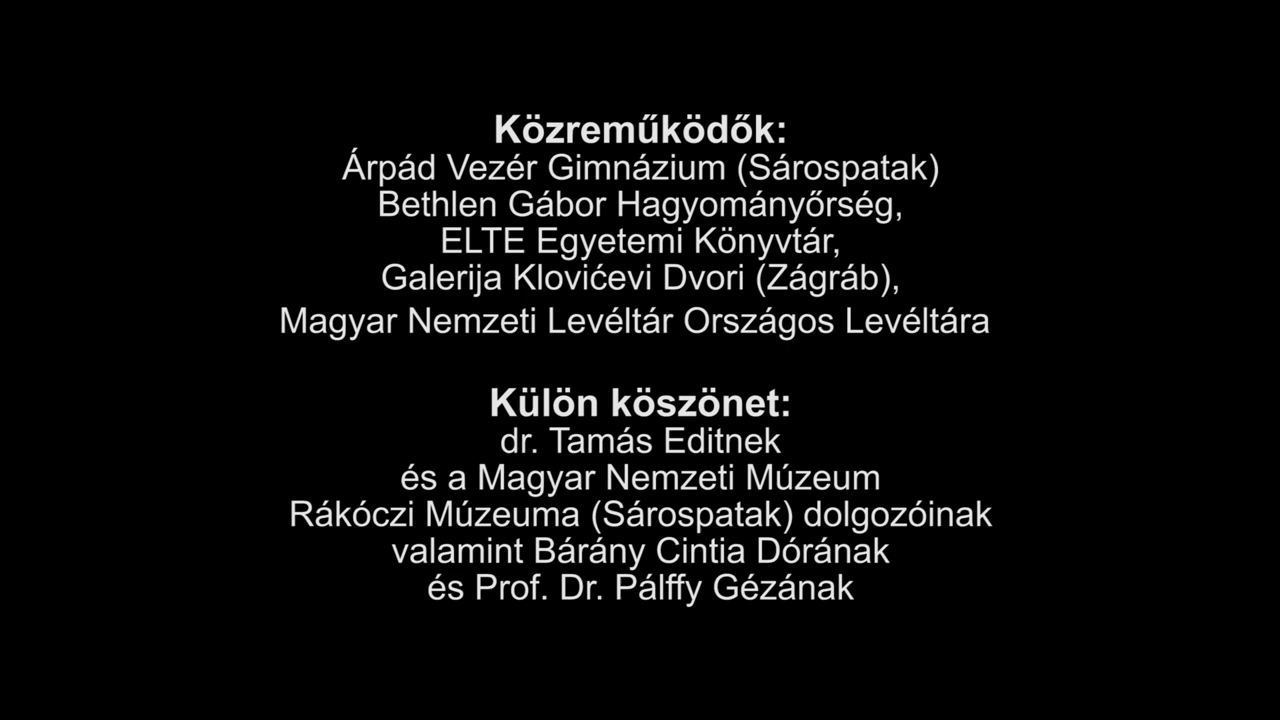 Közreműködők:
Árpád Vezér Gimnázium (Sárospatak)
Bethlen Gábor Hagyományőrség,
ELTE Egyetemi Könyvtár,
Galerija Klovićevi Dvori (Zágráb),
Magyar Nemzeti Levéltár Országos Levéltára
Külön köszönet:
dr. Tamás Editnek
és a Magyar Nemzeti Múzeum
Rákóczi Múzeuma (Sárospatak) dolgozóinak
valamint Bárány Cintia Dórának
és Prof. Dr. Pálffy Gézának